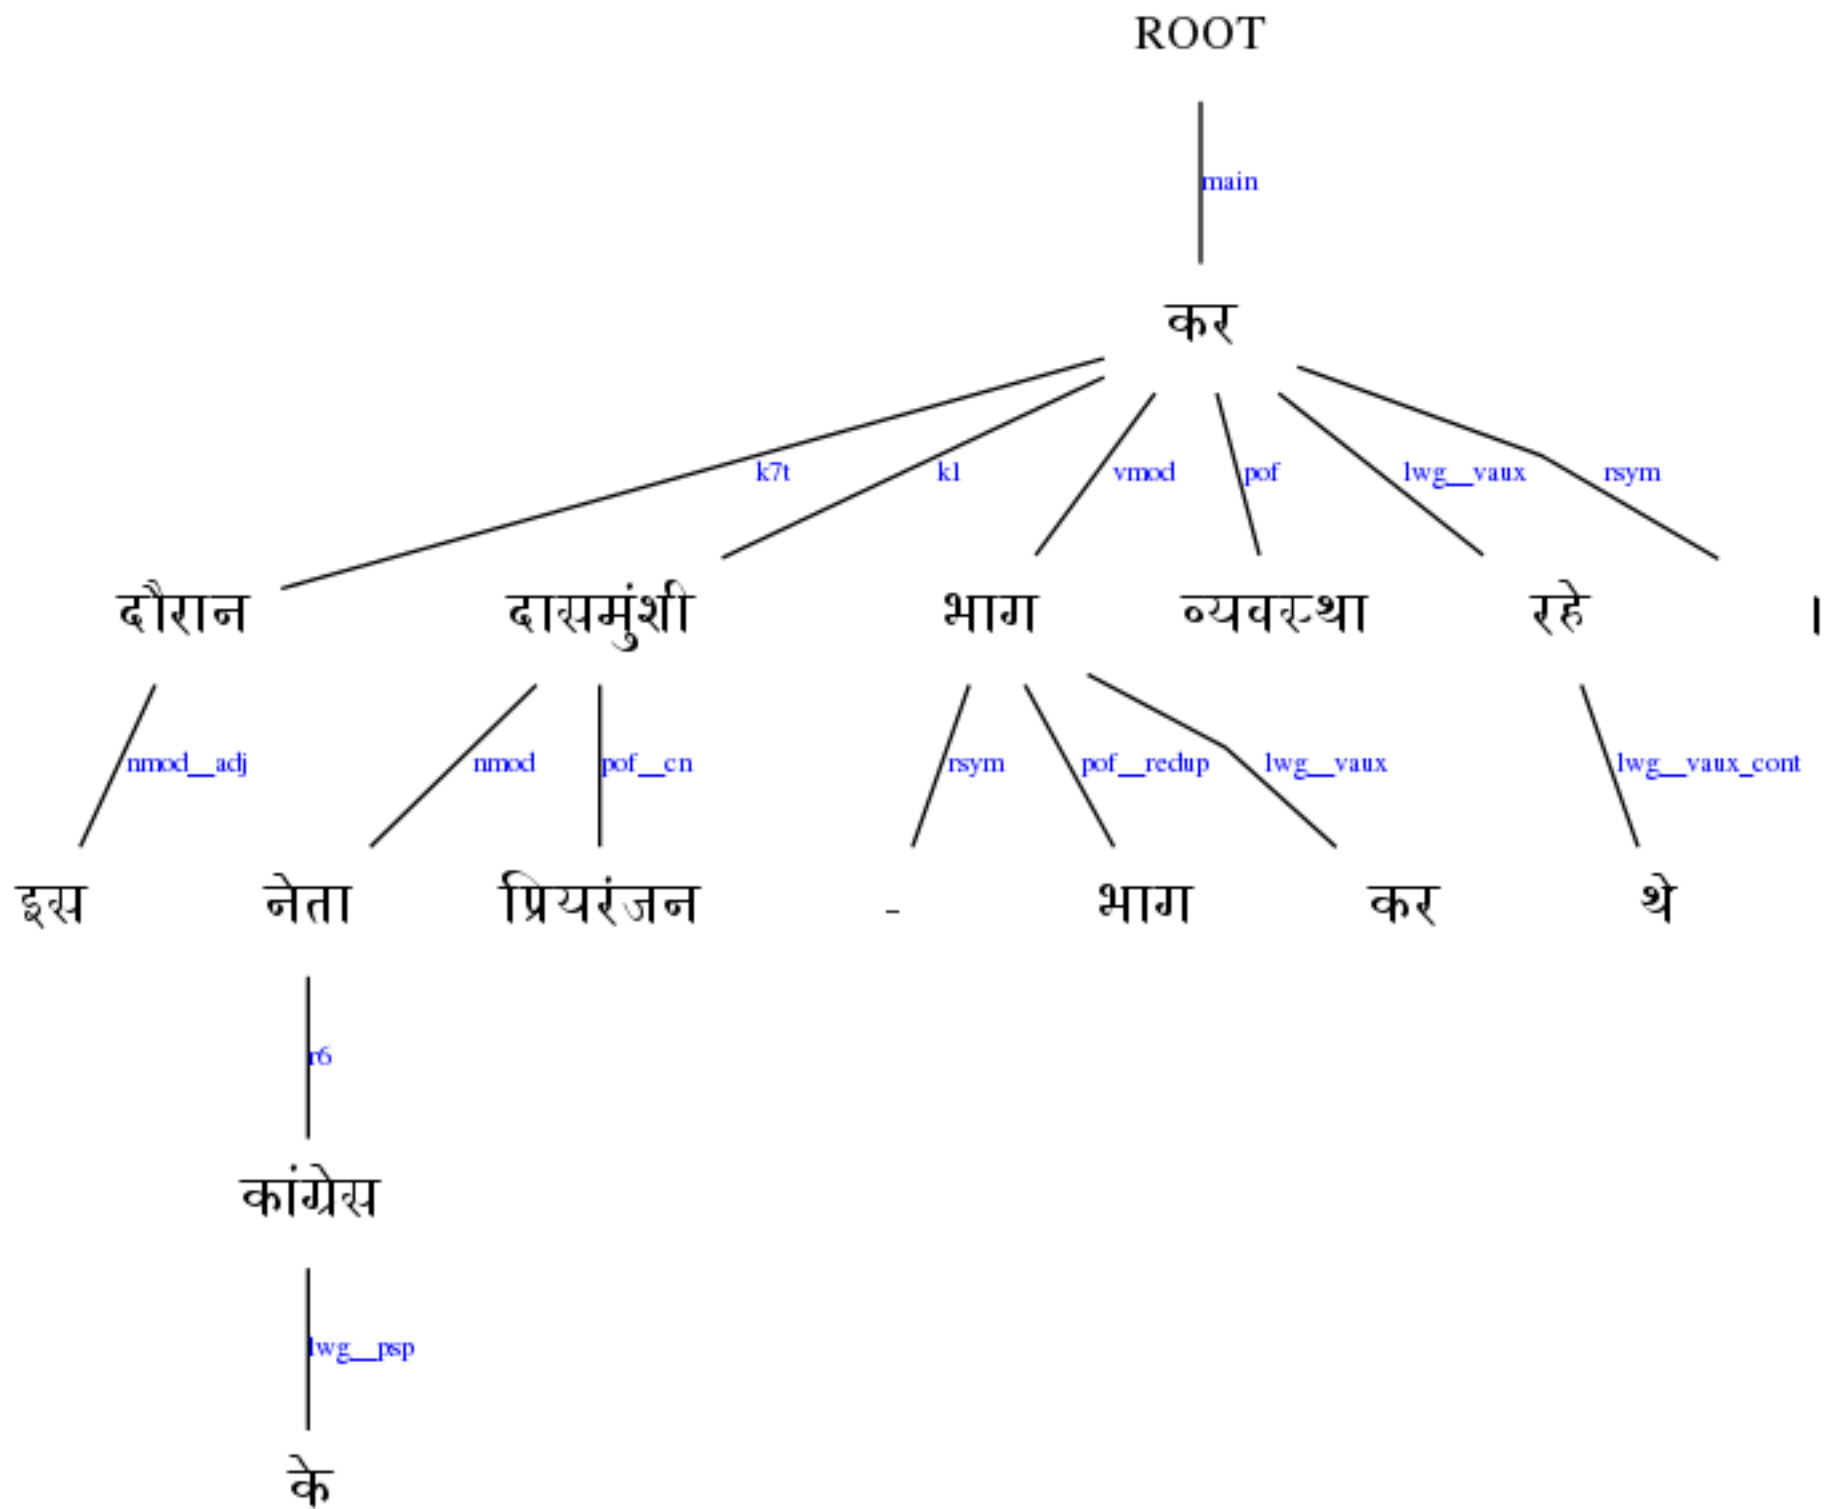 ROOT
main
कर
k7t k1 vmod pof lwg__vaux rsym
दौरान दासमुंशी भाग व्यवस्था रहे ।
nmod__adj nmod pof__cn rsym pof__redup lwg__vaux lwg__vaux_cont
इस नेता प्रियरंजन - भाग कर थे
r6
कांग्रेस
lwg__psp
के